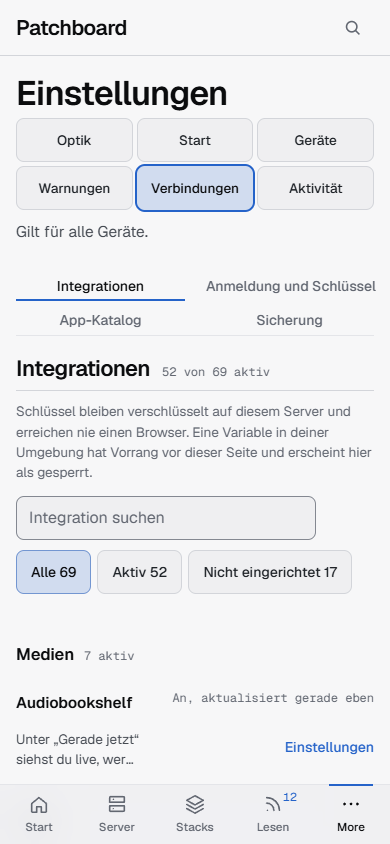 Patchboard
Einstellungen
Optik
Start
Geräte
Warnungen
Verbindungen
Aktivität
Gilt für alle Geräte.
Integrationen
Anmeldung und Schlüssel
App-Katalog
Sicherung
Integrationen 52 von 69 aktiv
Schlüssel bleiben verschlüsselt auf diesem Server und
erreichen nie einen Browser. Eine Variable in deiner
Umgebung hat Vorrang vor dieser Seite und erscheint hier
als gesperrt.
Integration suchen
Alle 69
Aktiv 52
Nicht eingerichtet 17
Medien 7 aktiv
Audiobookshelf
An, aktualisiert gerade eben
Unter „Gerade jetzt“
siehst du live, wer…
Einstellungen
12
Start
Server
Stacks
Lesen
More